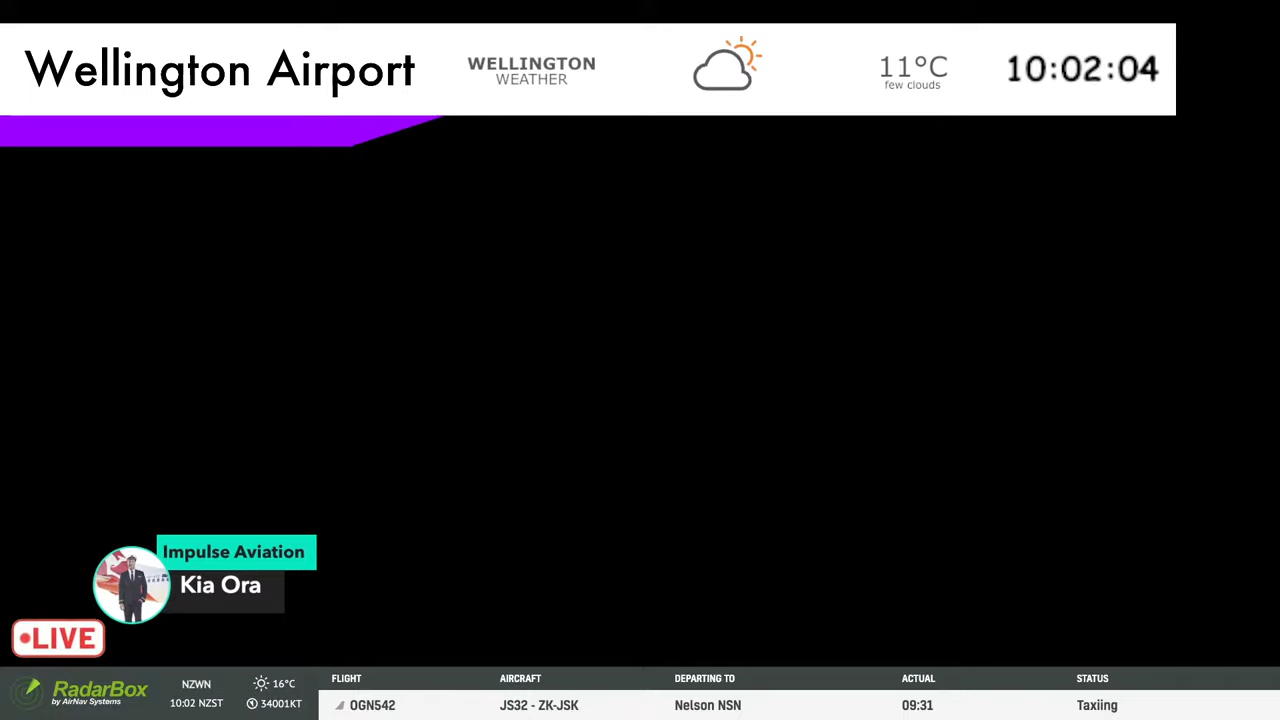 Wellington Airport
WELLINGTON
WEATHER
11°C
few clouds
10:02:04
Impulse Aviation
Kia Ora
LIVE
RadarBox
by AirNav Systems
NZWN
10:02 NZST
16°C
34001KT
FLIGHT AIRCRAFT DEPARTING TO ACTUAL STATUS
OGN542 JS32 - ZK-JSK Nelson NSN 09:31 Taxiing